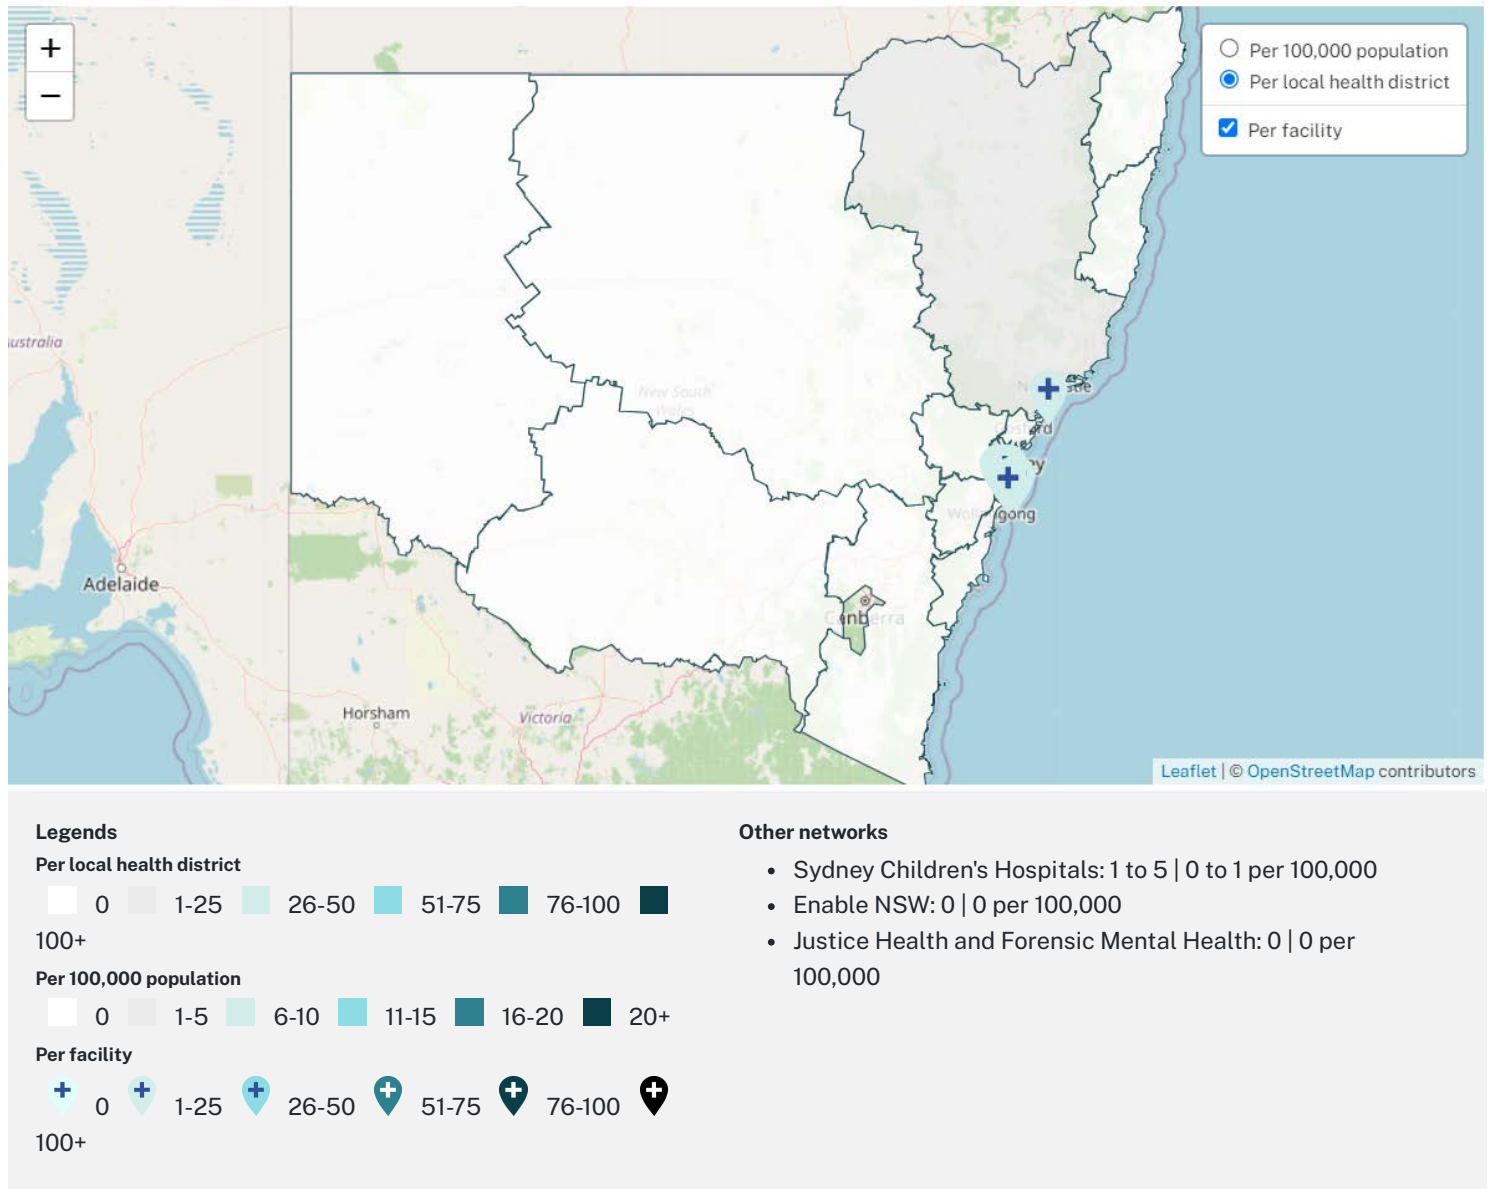 +
−
Per 100,000 population
Per local health district
Per facility
ustralia
New South
Wales
Adelaide
Canberra
Horsham
Victoria
Leaflet | © OpenStreetMap contributors
Legends
Per local health district
0 1-25 26-50 51-75 76-100
100+
Per 100,000 population
0 1-5 6-10 11-15 16-20 20+
Per facility
0 1-25 26-50 51-75 76-100
100+
Other networks
• Sydney Children's Hospitals: 1 to 5 | 0 to 1 per 100,000
• Enable NSW: 0 | 0 per 100,000
• Justice Health and Forensic Mental Health: 0 | 0 per
100,000